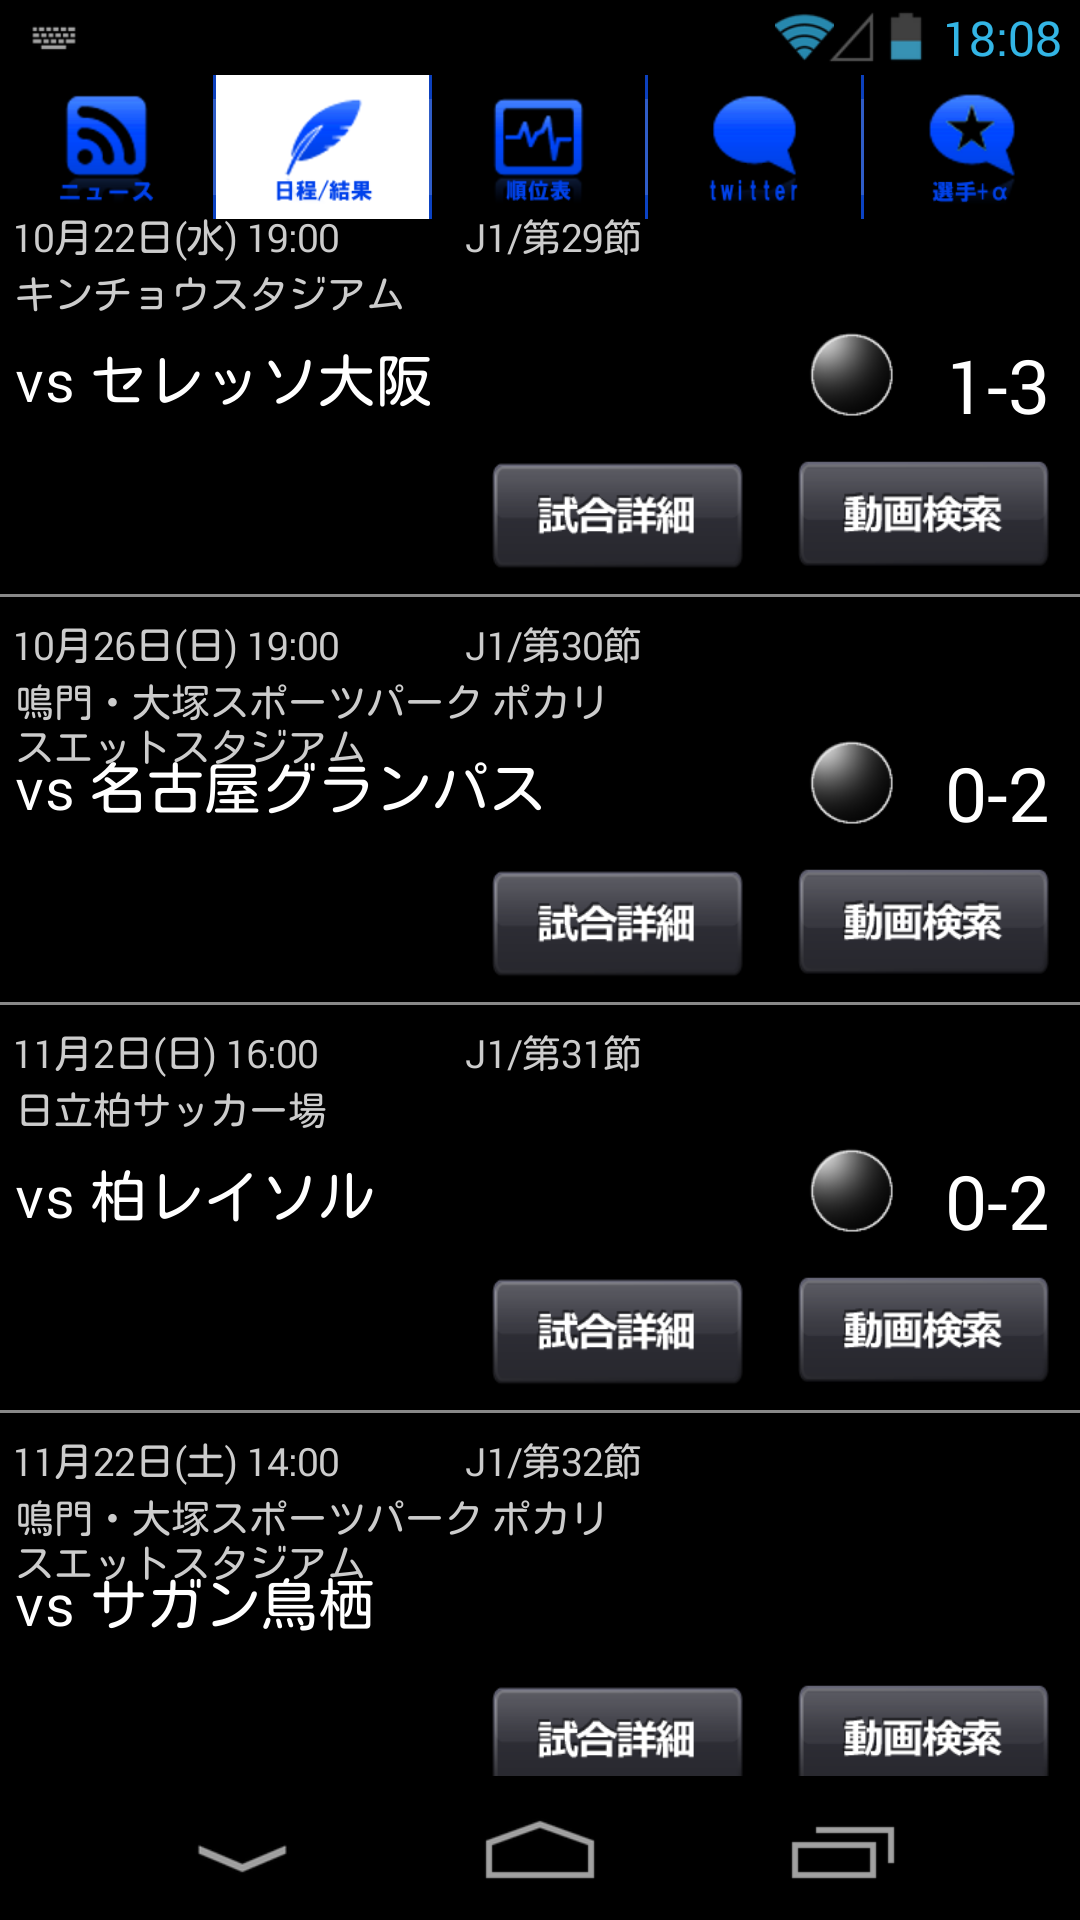 18:08
ニュース
日程/結果
順位表
twitter
選手+α
10月22日(水) 19:00 J1/第29節
キンチョウスタジアム
vs セレッソ大阪 1-3
試合詳細 動画検索
10月26日(日) 19:00 J1/第30節
鳴門・大塚スポーツパーク ポカリ
スエットスタジアム
vs 名古屋グランパス 0-2
試合詳細 動画検索
11月2日(日) 16:00 J1/第31節
日立柏サッカー場
vs 柏レイソル 0-2
試合詳細 動画検索
11月22日(土) 14:00 J1/第32節
鳴門・大塚スポーツパーク ポカリ
スエットスタジアム
vs サガン鳥栖
試合詳細 動画検索